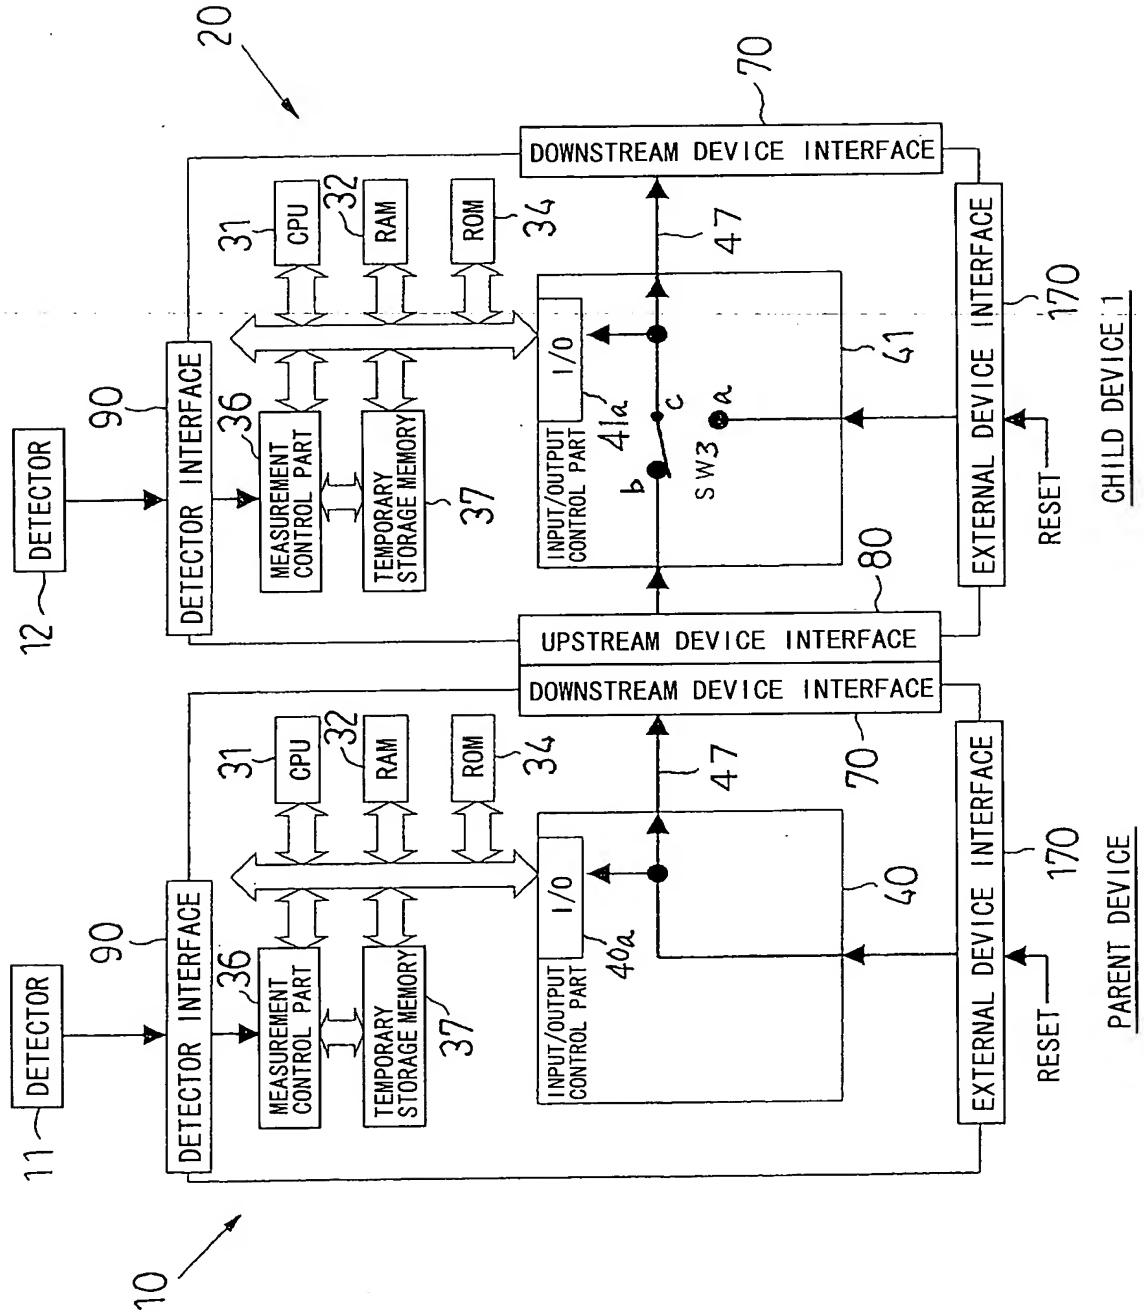 10
11
DETECTOR
90
DETECTOR INTERFACE
36
MEASUREMENT
CONTROL PART
TEMPORARY
STORAGE MEMORY
37
31
CPU
32
RAM
ROM
34
I/O
INPUT/OUTPUT
CONTROL PART
40a
40
47
DOWNSTREAM DEVICE INTERFACE
70
EXTERNAL DEVICE INTERFACE
170
RESET
PARENT DEVICE
20
12
DETECTOR
90
DETECTOR INTERFACE
36
MEASUREMENT
CONTROL PART
TEMPORARY
STORAGE MEMORY
37
31
CPU
32
RAM
ROM
34
I/O
INPUT/OUTPUT
CONTROL PART
41a
b
c
a
SW3
41
47
UPSTREAM DEVICE INTERFACE
80
DOWNSTREAM DEVICE INTERFACE
70
EXTERNAL DEVICE INTERFACE
170
RESET
CHILD DEVICE 1